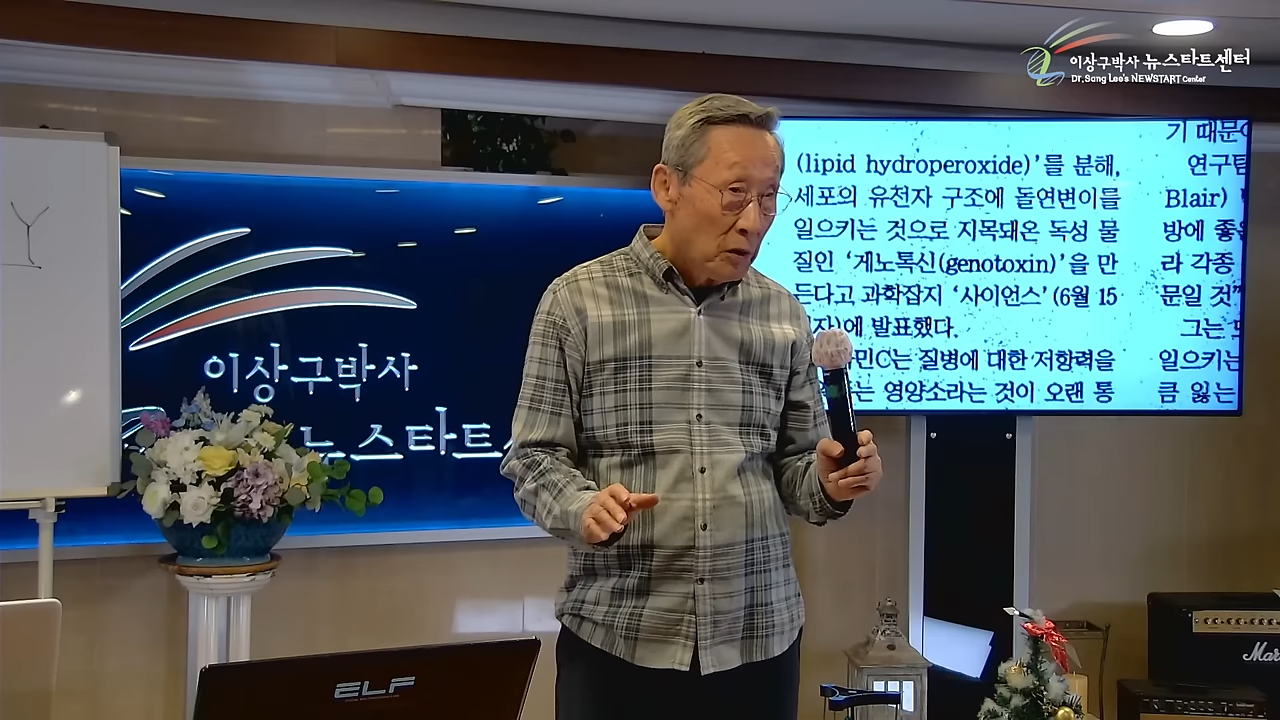 이상구박사 뉴스타트센터
Dr. Sang Lee's NEWSTART Center
Y
이상구박사
뉴스타트
(lipid hydroperoxide)'를 분해,
세포의 유전자 구조에 돌연변이를
일으키는 것으로 지목돼온 독성 물
질인 '게노톡신(genotoxin)'을 만
든다고 과학잡지 '사이언스' (6월 15
자)에 발표했다.
민C는 질병에 대한 저항력을
는 영양소라는 것이 오랜 통
기 때문
연구팀
Blair)
방에 좋은
라 각종
문일 것"
그는
일으키는
큼 잃는
ELF
Mar